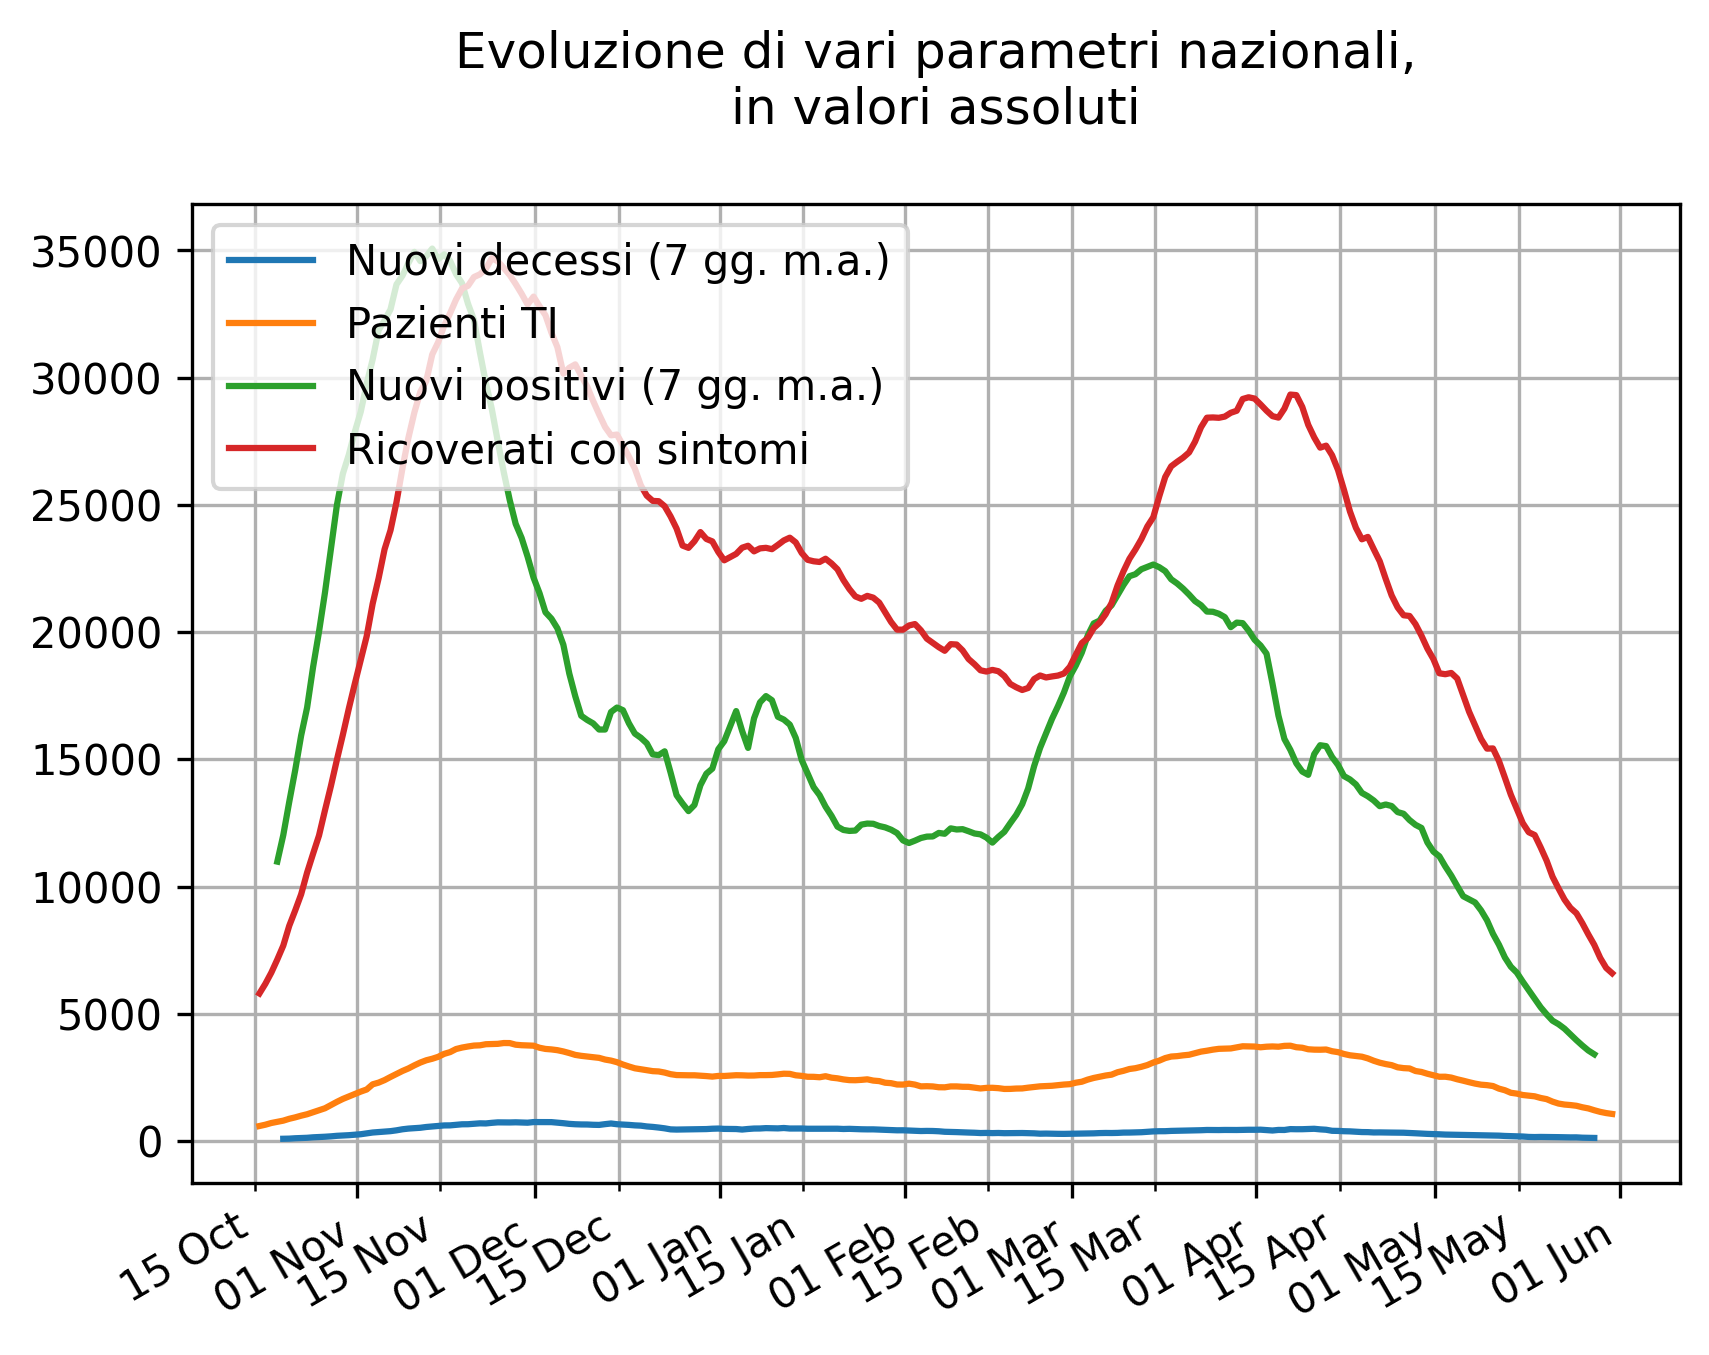 Evoluzione di vari parametri nazionali,
in valori assoluti
35000
30000
25000
20000
15000
10000
5000
0
Nuovi decessi (7 gg. m.a.)
Pazienti TI
Nuovi positivi (7 gg. m.a.)
Ricoverati con sintomi
15 Oct
01 Nov
15 Nov
01 Dec
15 Dec
01 Jan
15 Jan
01 Feb
15 Feb
01 Mar
15 Mar
01 Apr
15 Apr
01 May
15 May
01 Jun